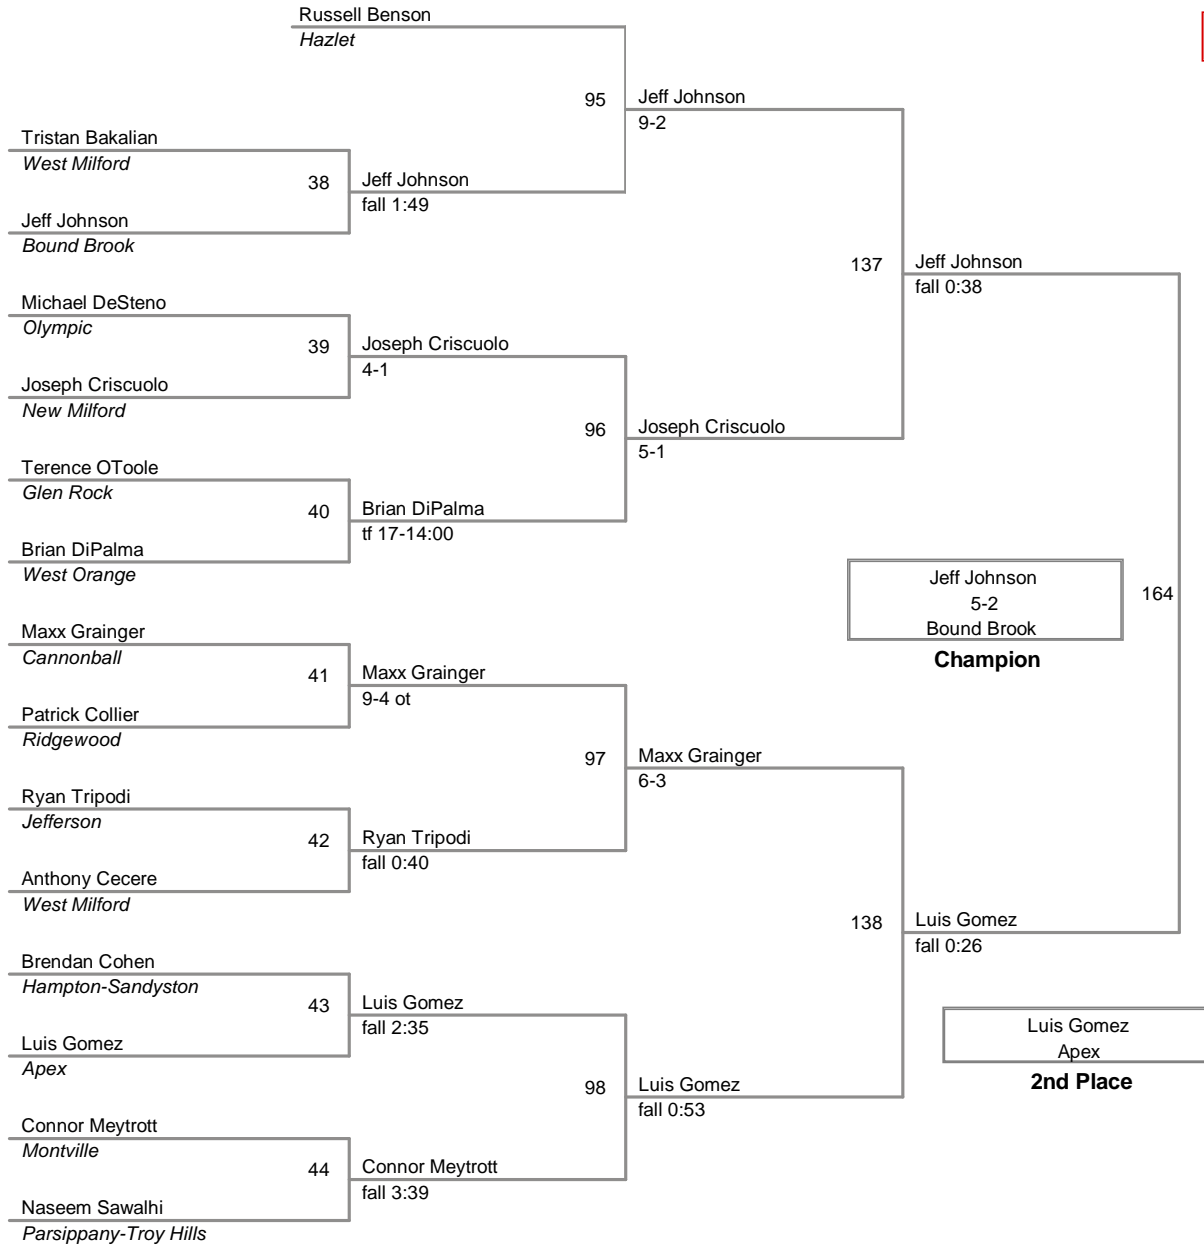 Russell Benson
Hazlet
95
Jeff Johnson
9-2
Tristan Bakalian
West Milford
38
Jeff Johnson
fall 1:49
Jeff Johnson
Bound Brook
137
Jeff Johnson
fall 0:38
Michael DeSteno
Olympic
39
Joseph Criscuolo
4-1
Joseph Criscuolo
New Milford
96
Joseph Criscuolo
5-1
Terence OToole
Glen Rock
40
Brian DiPalma
tf 17-14:00
Brian DiPalma
West Orange
Jeff Johnson
5-2
Bound Brook
Champion
164
Maxx Grainger
Cannonball
41
Maxx Grainger
9-4 ot
Patrick Collier
Ridgewood
97
Maxx Grainger
6-3
Ryan Tripodi
Jefferson
42
Ryan Tripodi
fall 0:40
Anthony Cecere
West Milford
138
Luis Gomez
fall 0:26
Brendan Cohen
Hampton-Sandyston
43
Luis Gomez
fall 2:35
Luis Gomez
Apex
Luis Gomez
Apex
2nd Place
98
Luis Gomez
fall 0:53
Connor Meytrott
Montville
44
Connor Meytrott
fall 3:39
Naseem Sawalhi
Parsippany-Troy Hills